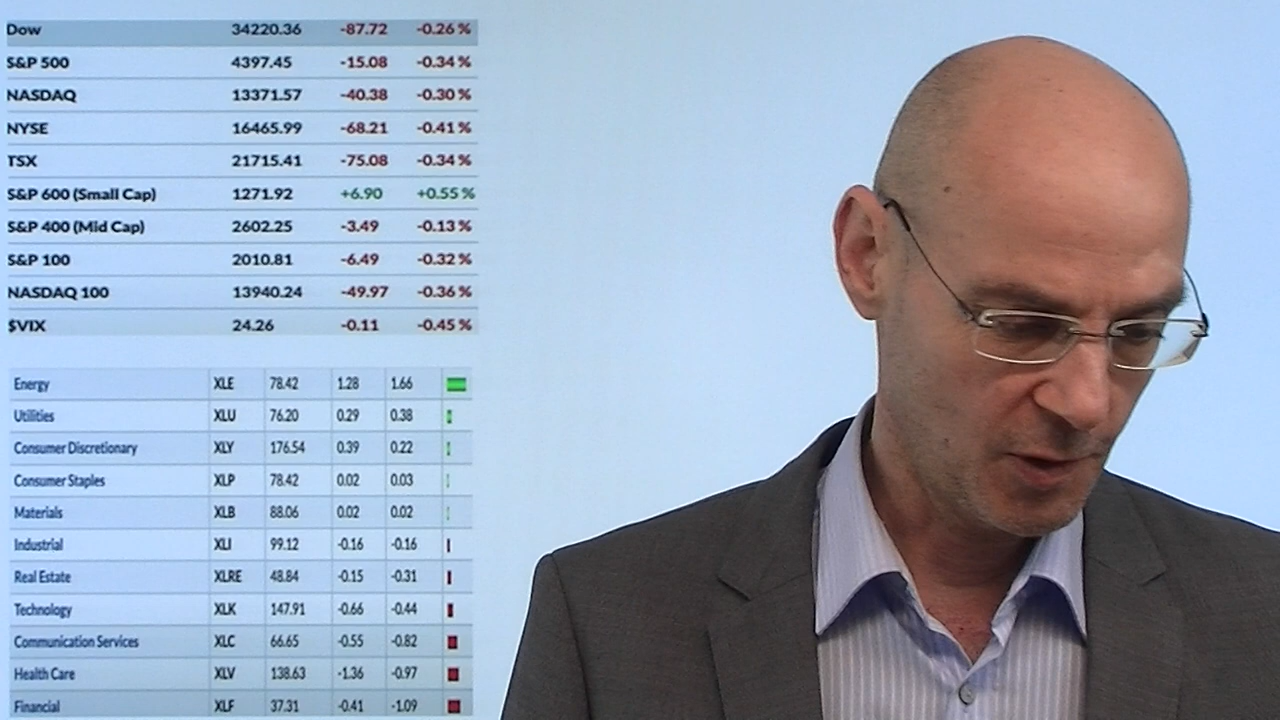 Dow 34220.36 -87.72 -0.26 %
S&P 500 4397.45 -15.08 -0.34 %
NASDAQ 13371.57 -40.38 -0.30 %
NYSE 16465.99 -68.21 -0.41 %
TSX 21715.41 -75.08 -0.34 %
S&P 600 (Small Cap) 1271.92 +6.90 +0.55 %
S&P 400 (Mid Cap) 2602.25 -3.49 -0.13 %
S&P 100 2010.81 -6.49 -0.32 %
NASDAQ 100 13940.24 -49.97 -0.36 %
$VIX 24.26 -0.11 -0.45 %
Energy XLE 78.42 1.28 1.66
Utilities XLU 76.20 0.29 0.38
Consumer Discretionary XLY 176.54 0.39 0.22
Consumer Staples XLP 78.42 0.02 0.03
Materials XLB 88.06 0.02 0.02
Industrial XLI 99.12 -0.16 -0.16
Real Estate XLRE 48.84 -0.15 -0.31
Technology XLK 147.91 -0.66 -0.44
Communication Services XLC 66.65 -0.55 -0.82
Health Care XLV 138.63 -1.36 -0.97
Financial XLF 37.31 -0.41 -1.09